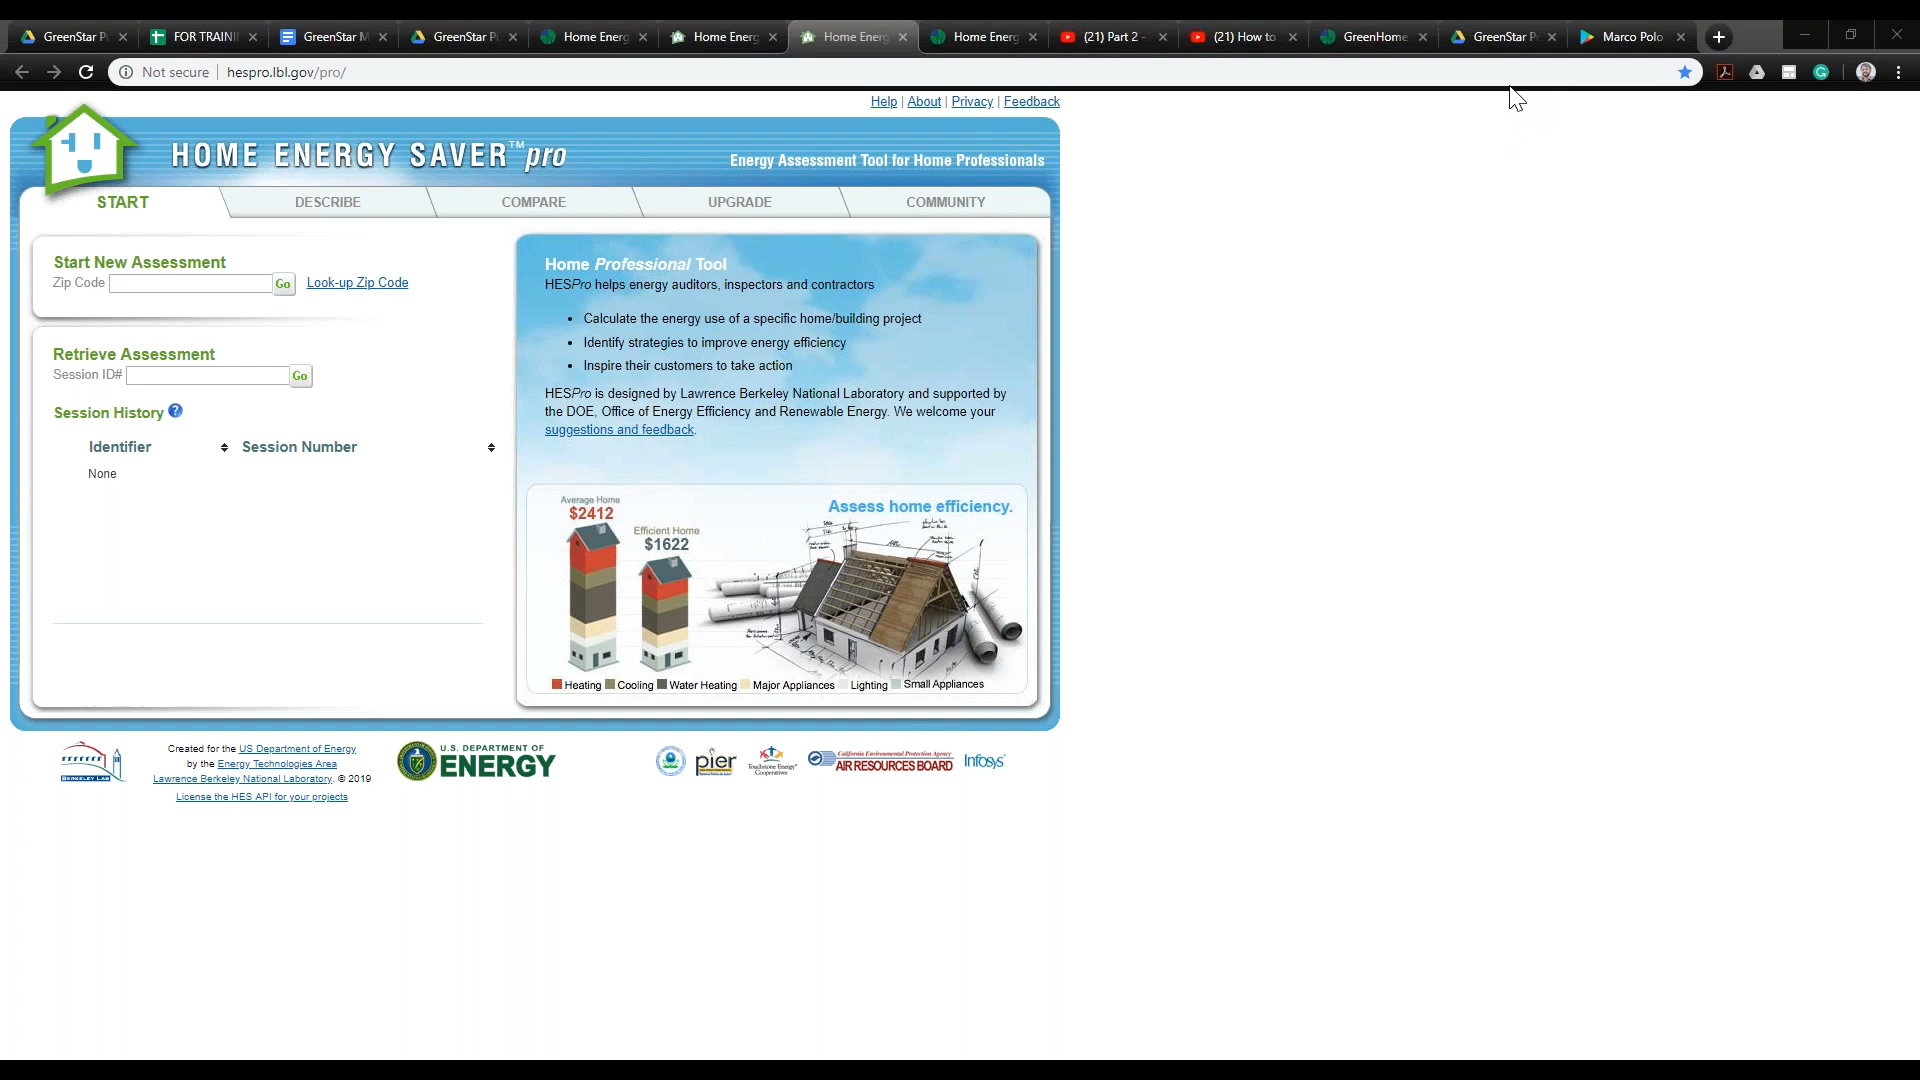 GreenStar P
FOR TRAINI
GreenStar M
GreenStar P
Home Energ
Home Energ
Home Energ
Home Energ
(21) Part 2 -
(21) How to
GreenHome
GreenStar P
Marco Polo
Not secure
hespro.lbl.gov/pro/
Help | About | Privacy | Feedback
HOME ENERGY SAVER™ pro
Energy Assessment Tool for Home Professionals
START
DESCRIBE
COMPARE
UPGRADE
COMMUNITY
Start New Assessment
Zip Code
Go
Look-up Zip Code
Retrieve Assessment
Session ID#
Go
Session History ?
Identifier
Session Number
None
Home Professional Tool
HESPro helps energy auditors, inspectors and contractors
• Calculate the energy use of a specific home/building project
• Identify strategies to improve energy efficiency
• Inspire their customers to take action
HESPro is designed by Lawrence Berkeley National Laboratory and supported by
the DOE, Office of Energy Efficiency and Renewable Energy. We welcome your
suggestions and feedback.
Average Home
$2412
Efficient Home
$1622
Assess home efficiency.
Heating Cooling Water Heating Major Appliances Lighting Small Appliances
BERKELEY LAB
Created for the US Department of Energy
by the Energy Technologies Area
Lawrence Berkeley National Laboratory. © 2019
License the HES API for your projects
U.S. DEPARTMENT OF
ENERGY
pier
Touchstone Energy®
Cooperatives
California Environmental Protection Agency
AIR RESOURCES BOARD
Infosys